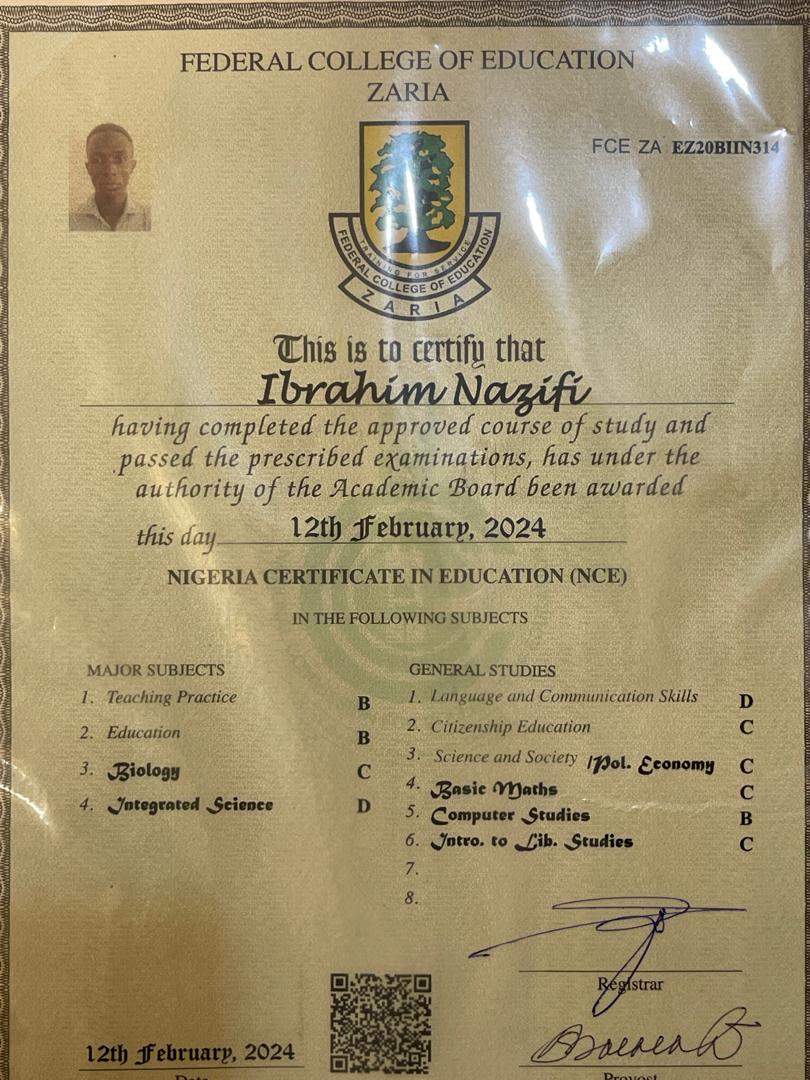 FEDERAL COLLEGE OF EDUCATION
ZARIA
FCE ZA EZ20BIIN314
TRAINING FOR SERVICE
FEDERAL COLLEGE OF EDUCATION
ZARIA
This is to certify that
Ibrahim Nazifi
having completed the approved course of study and
passed the prescribed examinations, has under the
authority of the Academic Board been awarded
this day 12th February, 2024
NIGERIA CERTIFICATE IN EDUCATION (NCE)
IN THE FOLLOWING SUBJECTS
MAJOR SUBJECTS
1. Teaching Practice B
2. Education B
3. Biology C
4. Integrated Science D
GENERAL STUDIES
1. Language and Communication Skills D
2. Citizenship Education C
3. Science and Society /Pol. Economy C
4. Basic Maths C
5. Computer Studies B
6. Intro. to Lib. Studies C
7.
8.
Registrar
12th February, 2024
Date
Provost